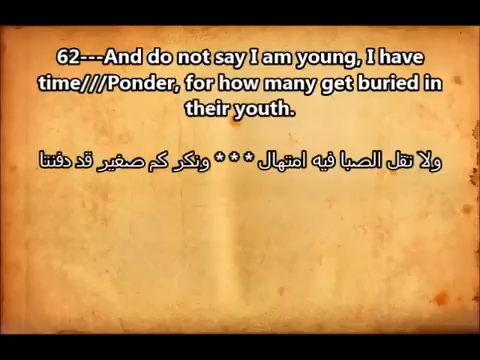 62---And do not say I am young, I have
time///Ponder, for how many get buried in
their youth.
ولا تقل الصبا فيه امتهال * * * ونكر كم صغير قد دفنتا